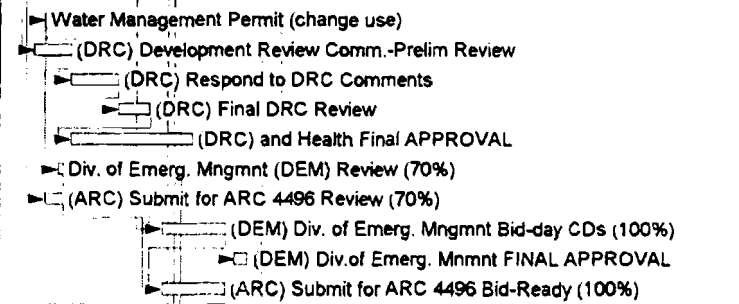 Water Management Permit (change use)
(DRC) Development Review Comm.-Prelim Review
(DRC) Respond to DRC Comments
(DRC) Final DRC Review
(DRC) and Health Final APPROVAL
Div. of Emerg. Mngmnt (DEM) Review (70%)
(ARC) Submit for ARC 4496 Review (70%)
(DEM) Div. of Emerg. Mngmnt Bid-day CDs (100%)
(DEM) Div.of Emerg. Mnmnt FINAL APPROVAL
(ARC) Submit for ARC 4496 Bid-Ready (100%)